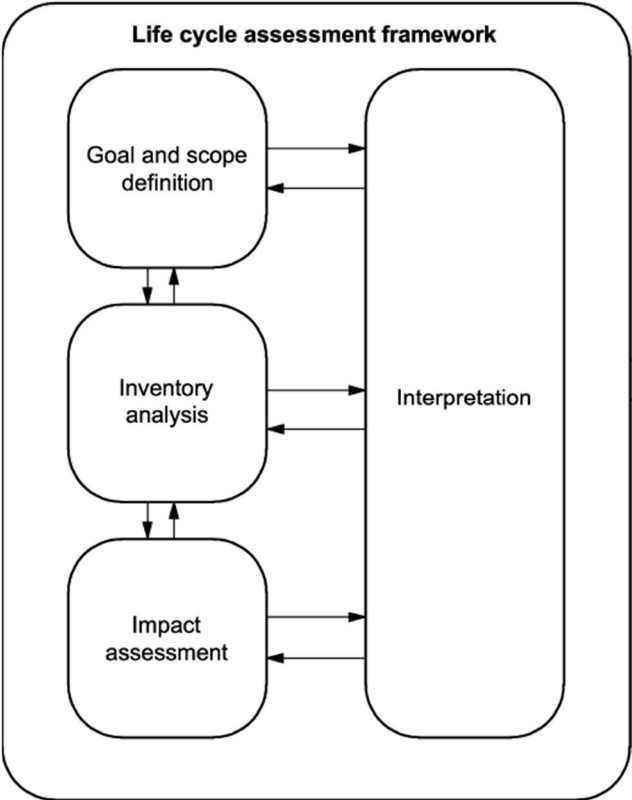 Life cycle assessment framework
Goal and scope
definition
Inventory
analysis
Interpretation
Impact
assessment